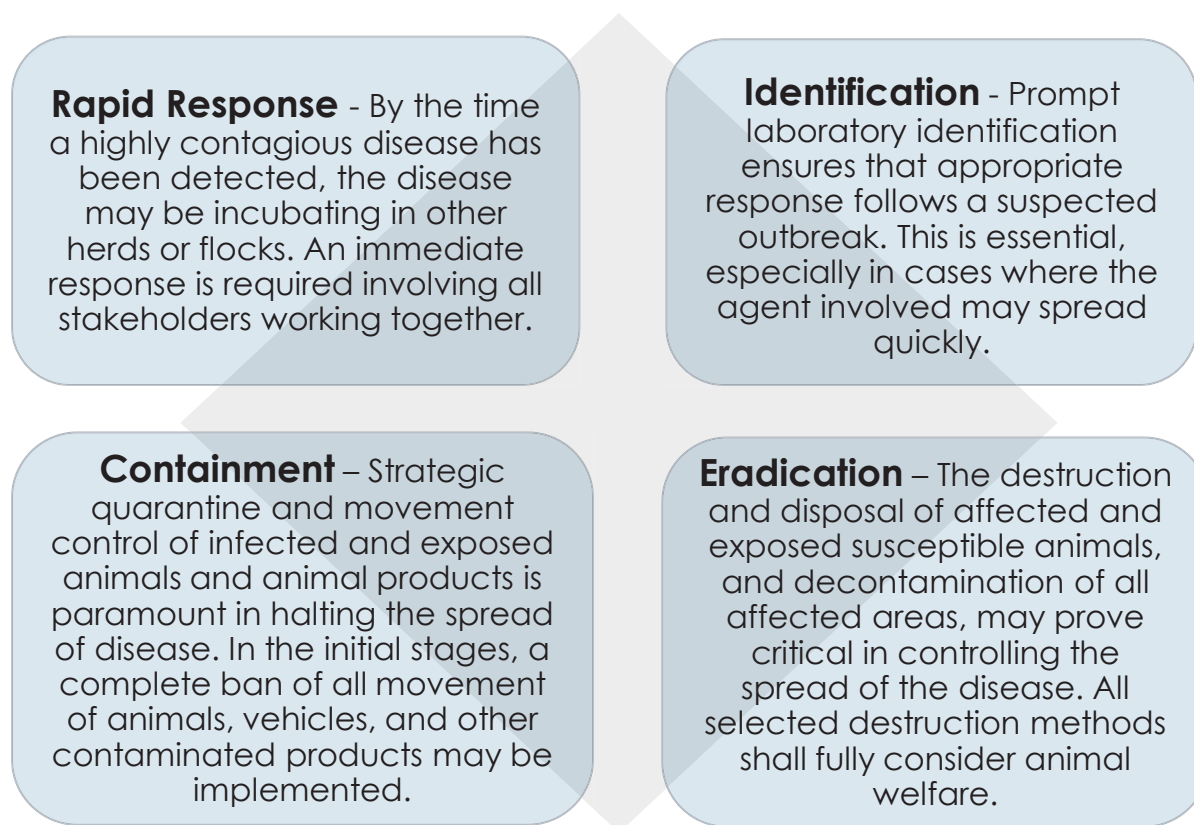 Rapid Response - By the time
a highly contagious disease has
been detected, the disease
may be incubating in other
herds or flocks. An immediate
response is required involving all
stakeholders working together.
Identification - Prompt
laboratory identification
ensures that appropriate
response follows a suspected
outbreak. This is essential,
especially in cases where the
agent involved may spread
quickly.
Containment – Strategic
quarantine and movement
control of infected and exposed
animals and animal products is
paramount in halting the spread
of disease. In the initial stages, a
complete ban of all movement
of animals, vehicles, and other
contaminated products may be
implemented.
Eradication – The destruction
and disposal of affected and
exposed susceptible animals,
and decontamination of all
affected areas, may prove
critical in controlling the
spread of the disease. All
selected destruction methods
shall fully consider animal
welfare.